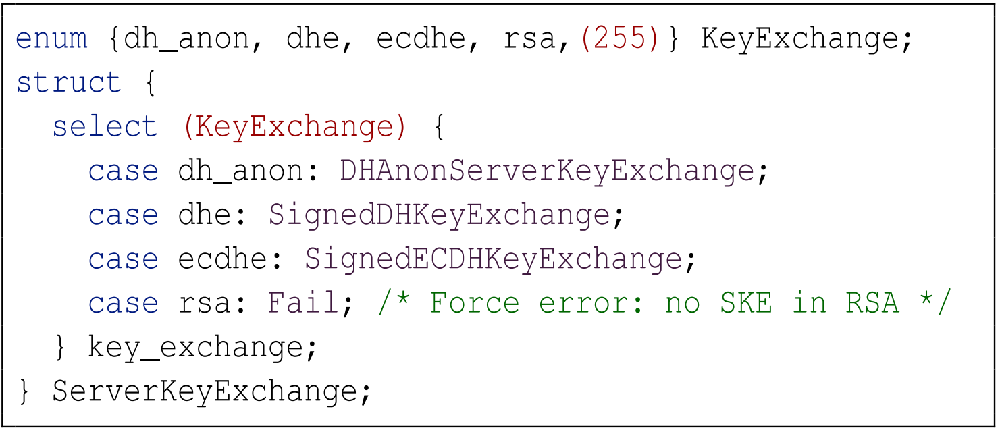 enum {dh_anon, dhe, ecdhe, rsa,(255)} KeyExchange;
struct {
  select (KeyExchange) {
    case dh_anon: DHAnonServerKeyExchange;
    case dhe: SignedDHKeyExchange;
    case ecdhe: SignedECDHKeyExchange;
    case rsa: Fail; /* Force error: no SKE in RSA */
  } key_exchange;
} ServerKeyExchange;